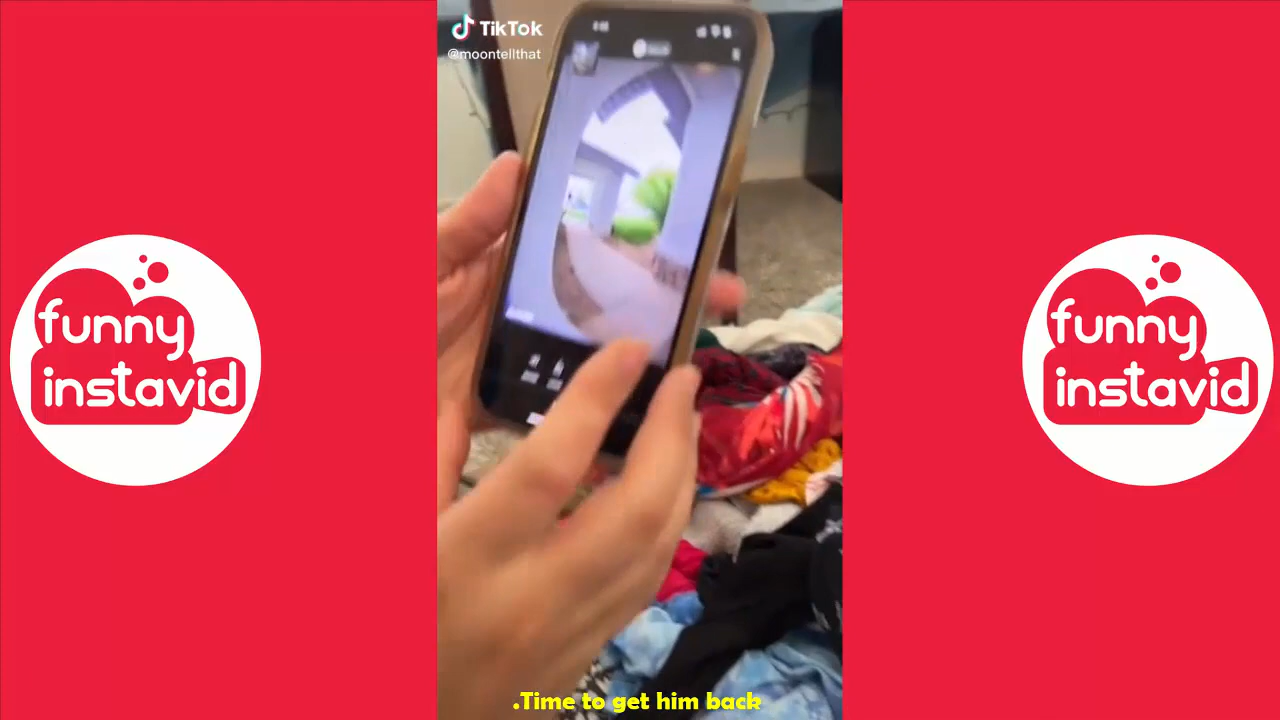 TikTok
@moontellthat
funny
instavid
funny
instavid
.Time to get him back